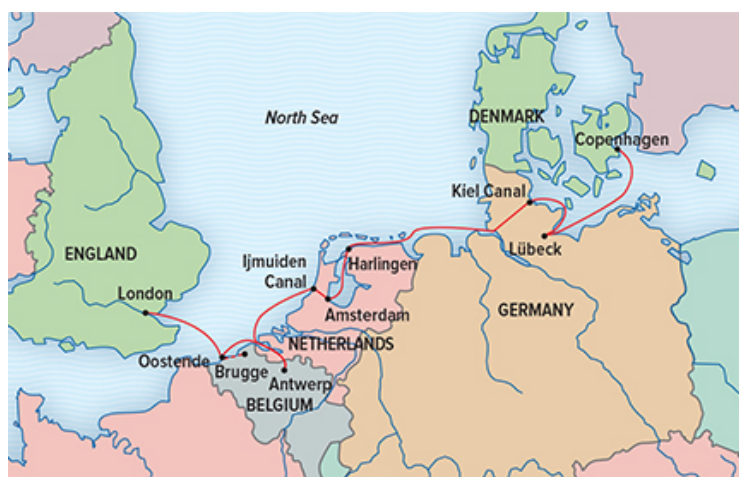 North Sea
DENMARK
Copenhagen
Kiel Canal
Lübeck
ENGLAND
Ijmuiden
Canal
Harlingen
London
Amsterdam
GERMANY
NETHERLANDS
Oostende
Brugge
Antwerp
BELGIUM